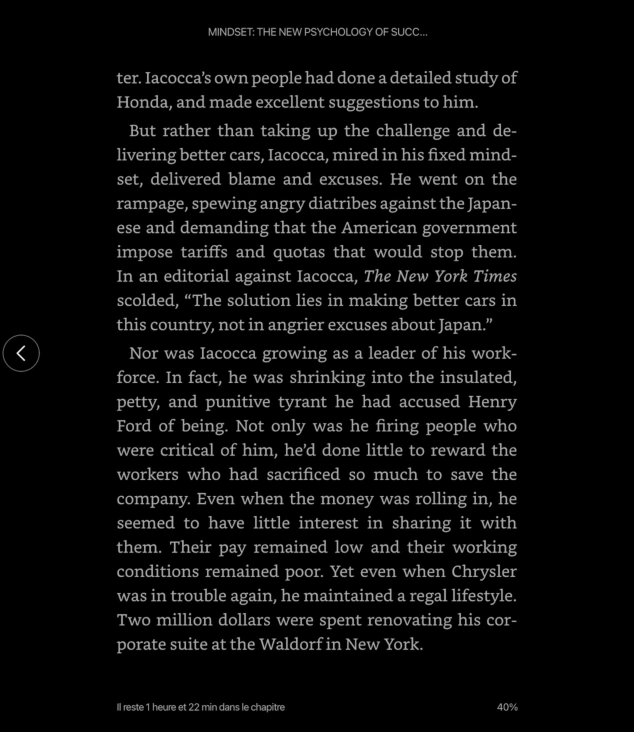 MINDSET: THE NEW PSYCHOLOGY OF SUCC...
ter. Iacocca’s own people had done a detailed study of
Honda, and made excellent suggestions to him.
But rather than taking up the challenge and de-
livering better cars, Iacocca, mired in his fixed mind-
set, delivered blame and excuses. He went on the
rampage, spewing angry diatribes against the Japan-
ese and demanding that the American government
impose tariffs and quotas that would stop them.
In an editorial against Iacocca, The New York Times
scolded, “The solution lies in making better cars in
this country, not in angrier excuses about Japan.”
Nor was Iacocca growing as a leader of his work-
force. In fact, he was shrinking into the insulated,
petty, and punitive tyrant he had accused Henry
Ford of being. Not only was he firing people who
were critical of him, he’d done little to reward the
workers who had sacrificed so much to save the
company. Even when the money was rolling in, he
seemed to have little interest in sharing it with
them. Their pay remained low and their working
conditions remained poor. Yet even when Chrysler
was in trouble again, he maintained a regal lifestyle.
Two million dollars were spent renovating his cor-
porate suite at the Waldorf in New York.
Il reste 1 heure et 22 min dans le chapitre
40%